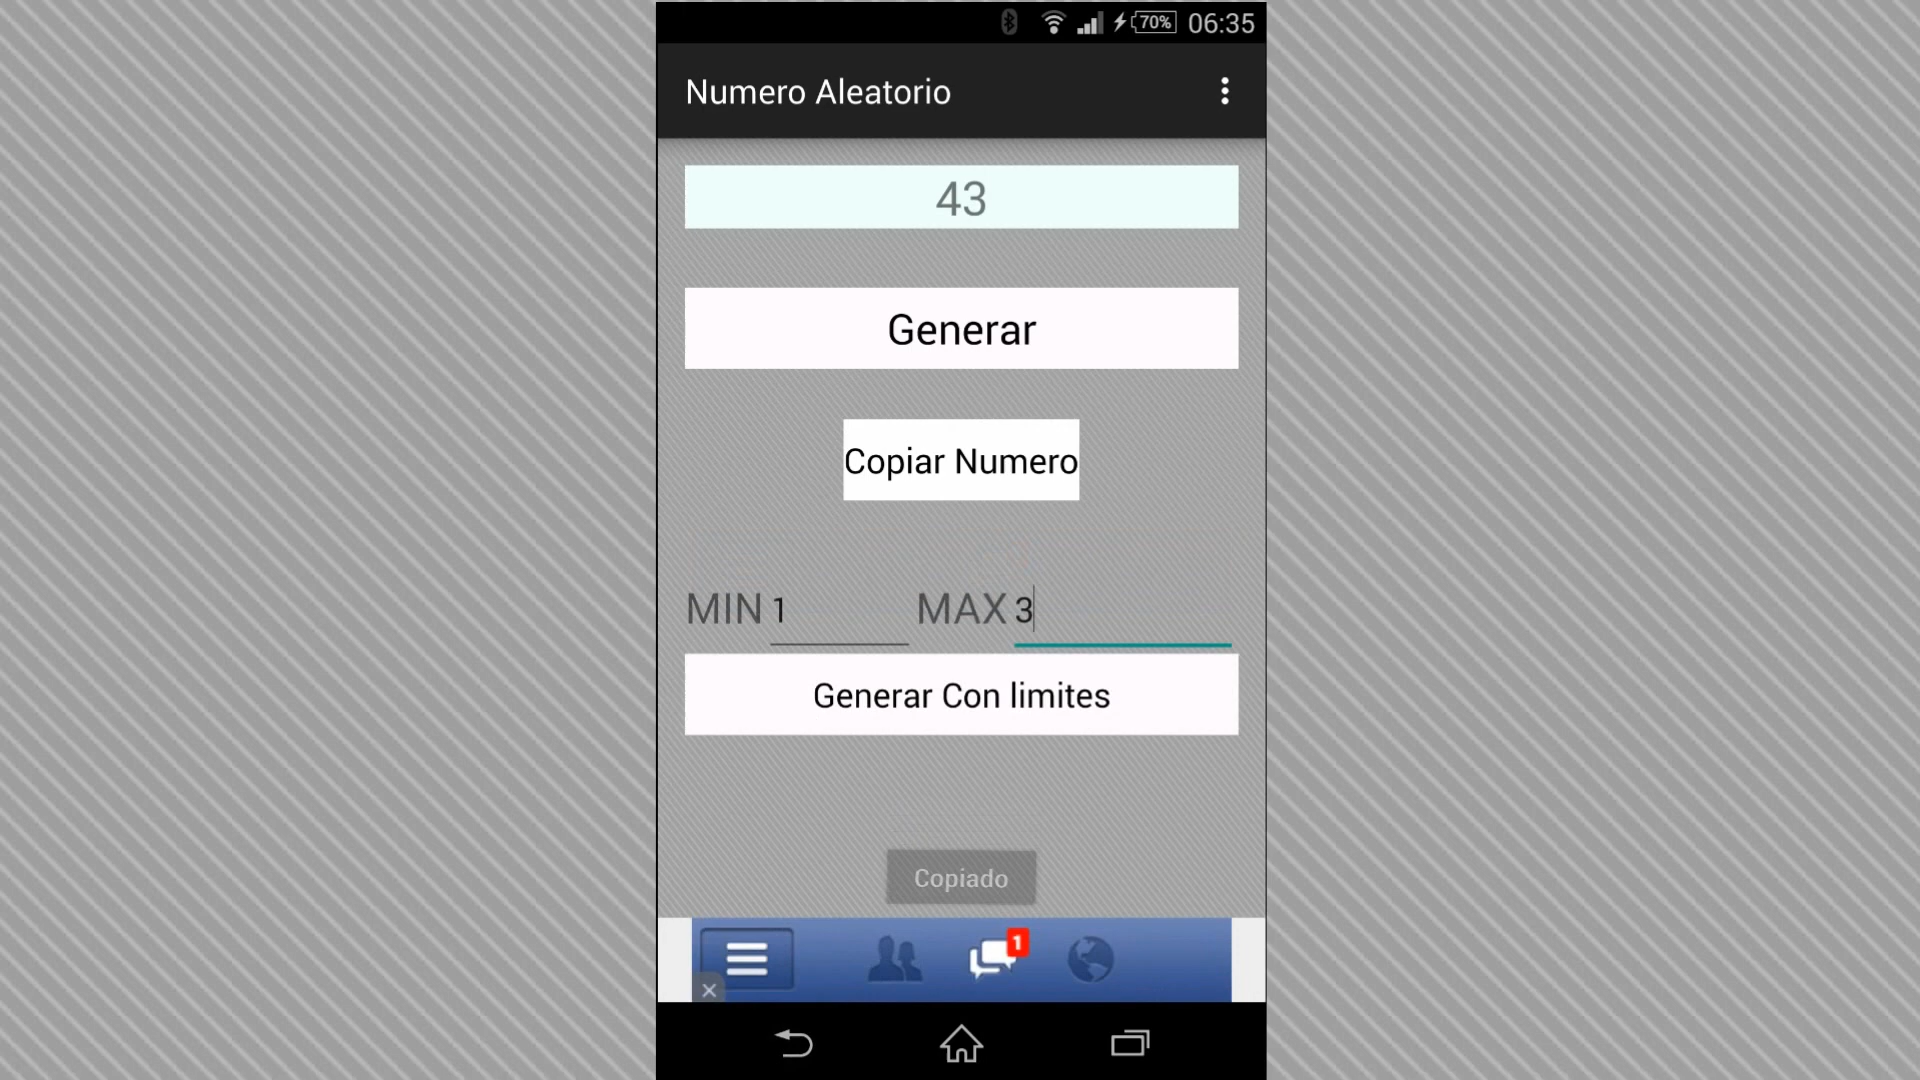 70% 06:35
Numero Aleatorio
43
Generar
Copiar Numero
MIN 1 MAX 3
Generar Con limites
Copiado
1